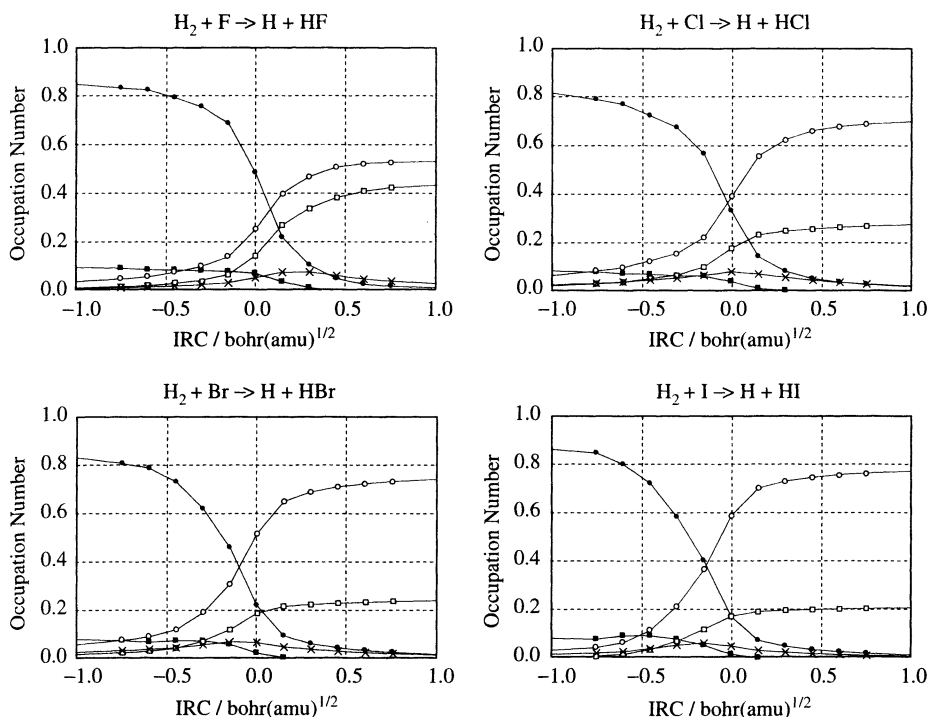 H₂ + F → H + HF
1.0
0.8
0.6
0.4
0.2
0.0
Occupation Number
−1.0 −0.5 0.0 0.5 1.0
IRC / bohr(amu)^1/2
H₂ + Cl → H + HCl
1.0
0.8
0.6
0.4
0.2
0.0
Occupation Number
−1.0 −0.5 0.0 0.5 1.0
IRC / bohr(amu)^1/2
H₂ + Br → H + HBr
1.0
0.8
0.6
0.4
0.2
0.0
Occupation Number
−1.0 −0.5 0.0 0.5 1.0
IRC / bohr(amu)^1/2
H₂ + I → H + HI
1.0
0.8
0.6
0.4
0.2
0.0
Occupation Number
−1.0 −0.5 0.0 0.5 1.0
IRC / bohr(amu)^1/2